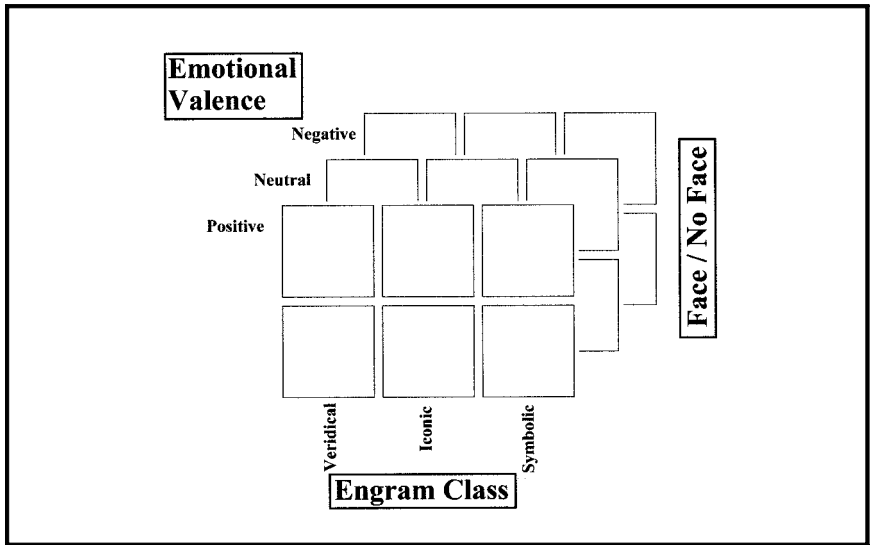 Emotional
Valence
Negative
Neutral
Positive
Face / No Face
Veridical
Iconic
Symbolic
Engram Class